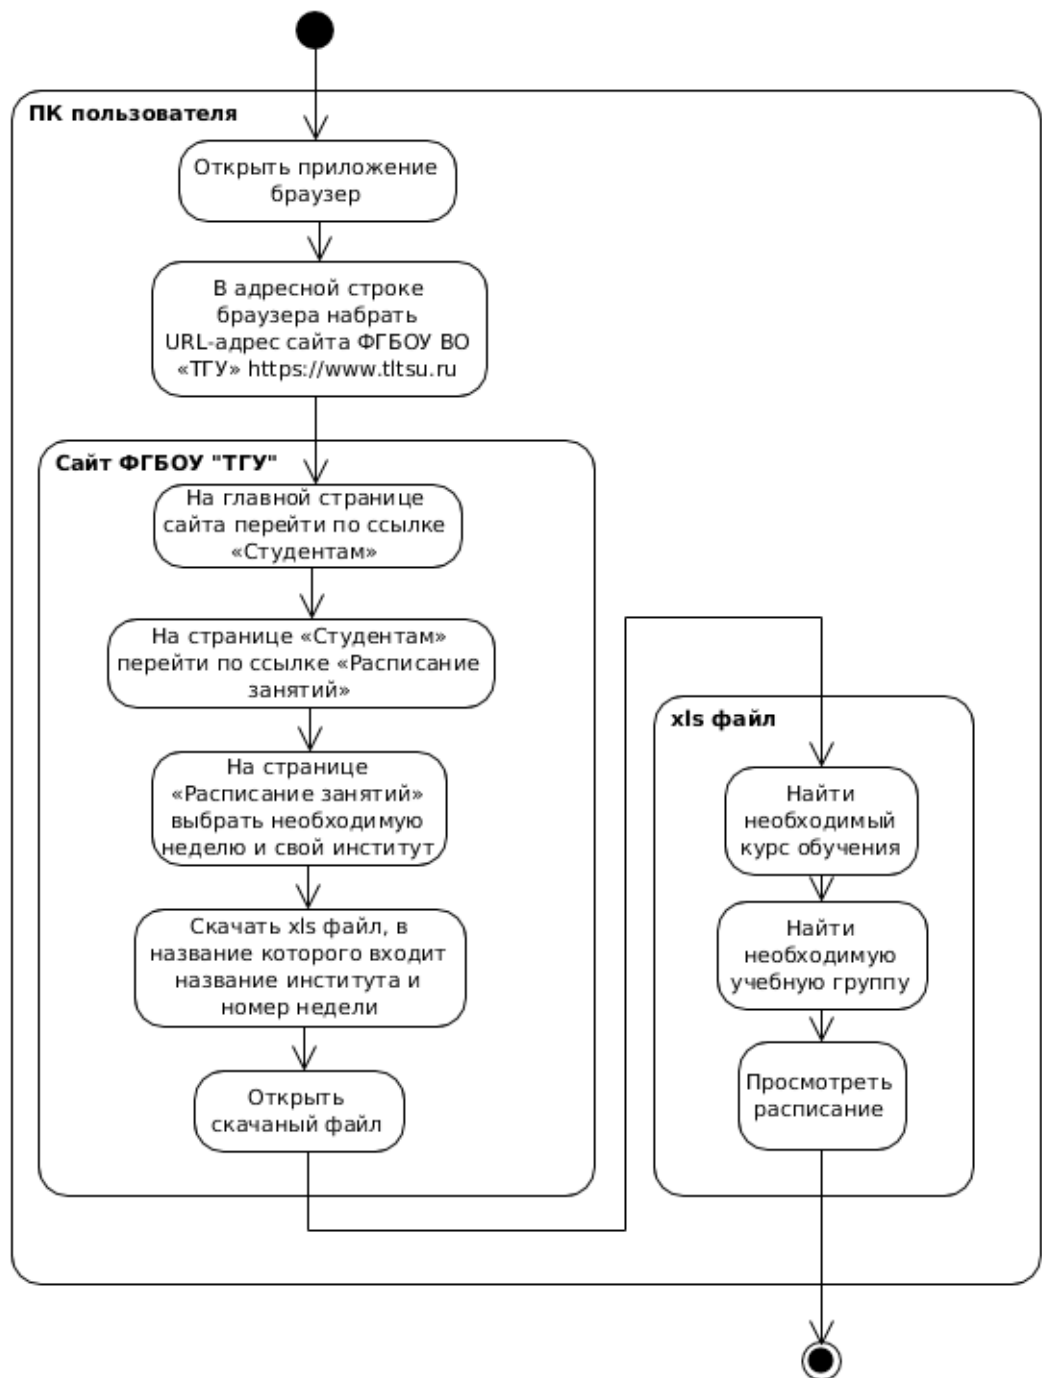 ПК пользователя
Открыть приложение
браузер
В адресной строке
браузера набрать
URL-адрес сайта ФГБОУ ВО
«ТГУ» https://www.tltsu.ru
Сайт ФГБОУ "ТГУ"
На главной странице
сайта перейти по ссылке
«Студентам»
На странице «Студентам»
перейти по ссылке «Расписание
занятий»
На странице
«Расписание занятий»
выбрать необходимую
неделю и свой институт
Скачать xls файл, в
название которого входит
название института и
номер недели
Открыть
скачаный файл
xls файл
Найти
необходимый
курс обучения
Найти
необходимую
учебную группу
Просмотреть
расписание